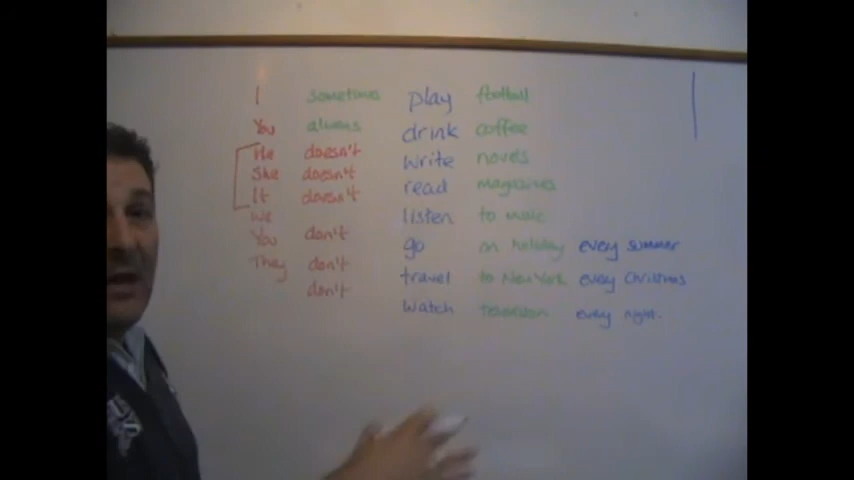 I sometimes play football
You always drink coffee
He doesn't write novels
She doesn't read magazines
It doesn't listen to music
We
You don't go on holiday every summer
They don't travel to New York every Christmas
don't watch television every night.